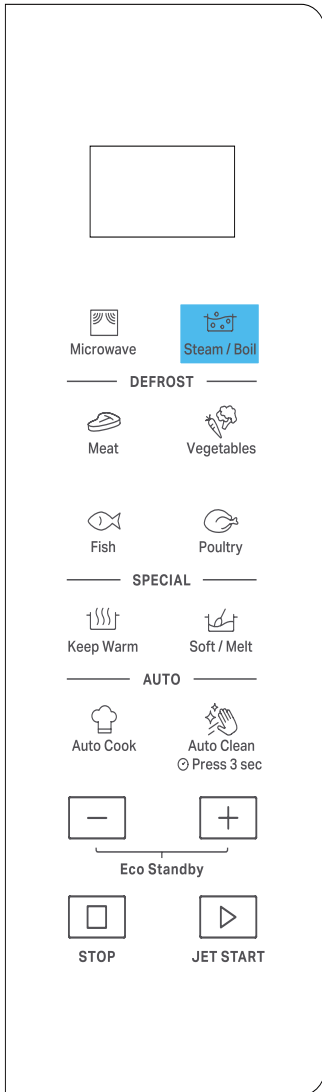 Microwave
Steam / Boil
DEFROST
Meat
Vegetables
Fish
Poultry
SPECIAL
Keep Warm
Soft / Melt
AUTO
Auto Cook
Auto Clean
Press 3 sec
Eco Standby
STOP
JET START